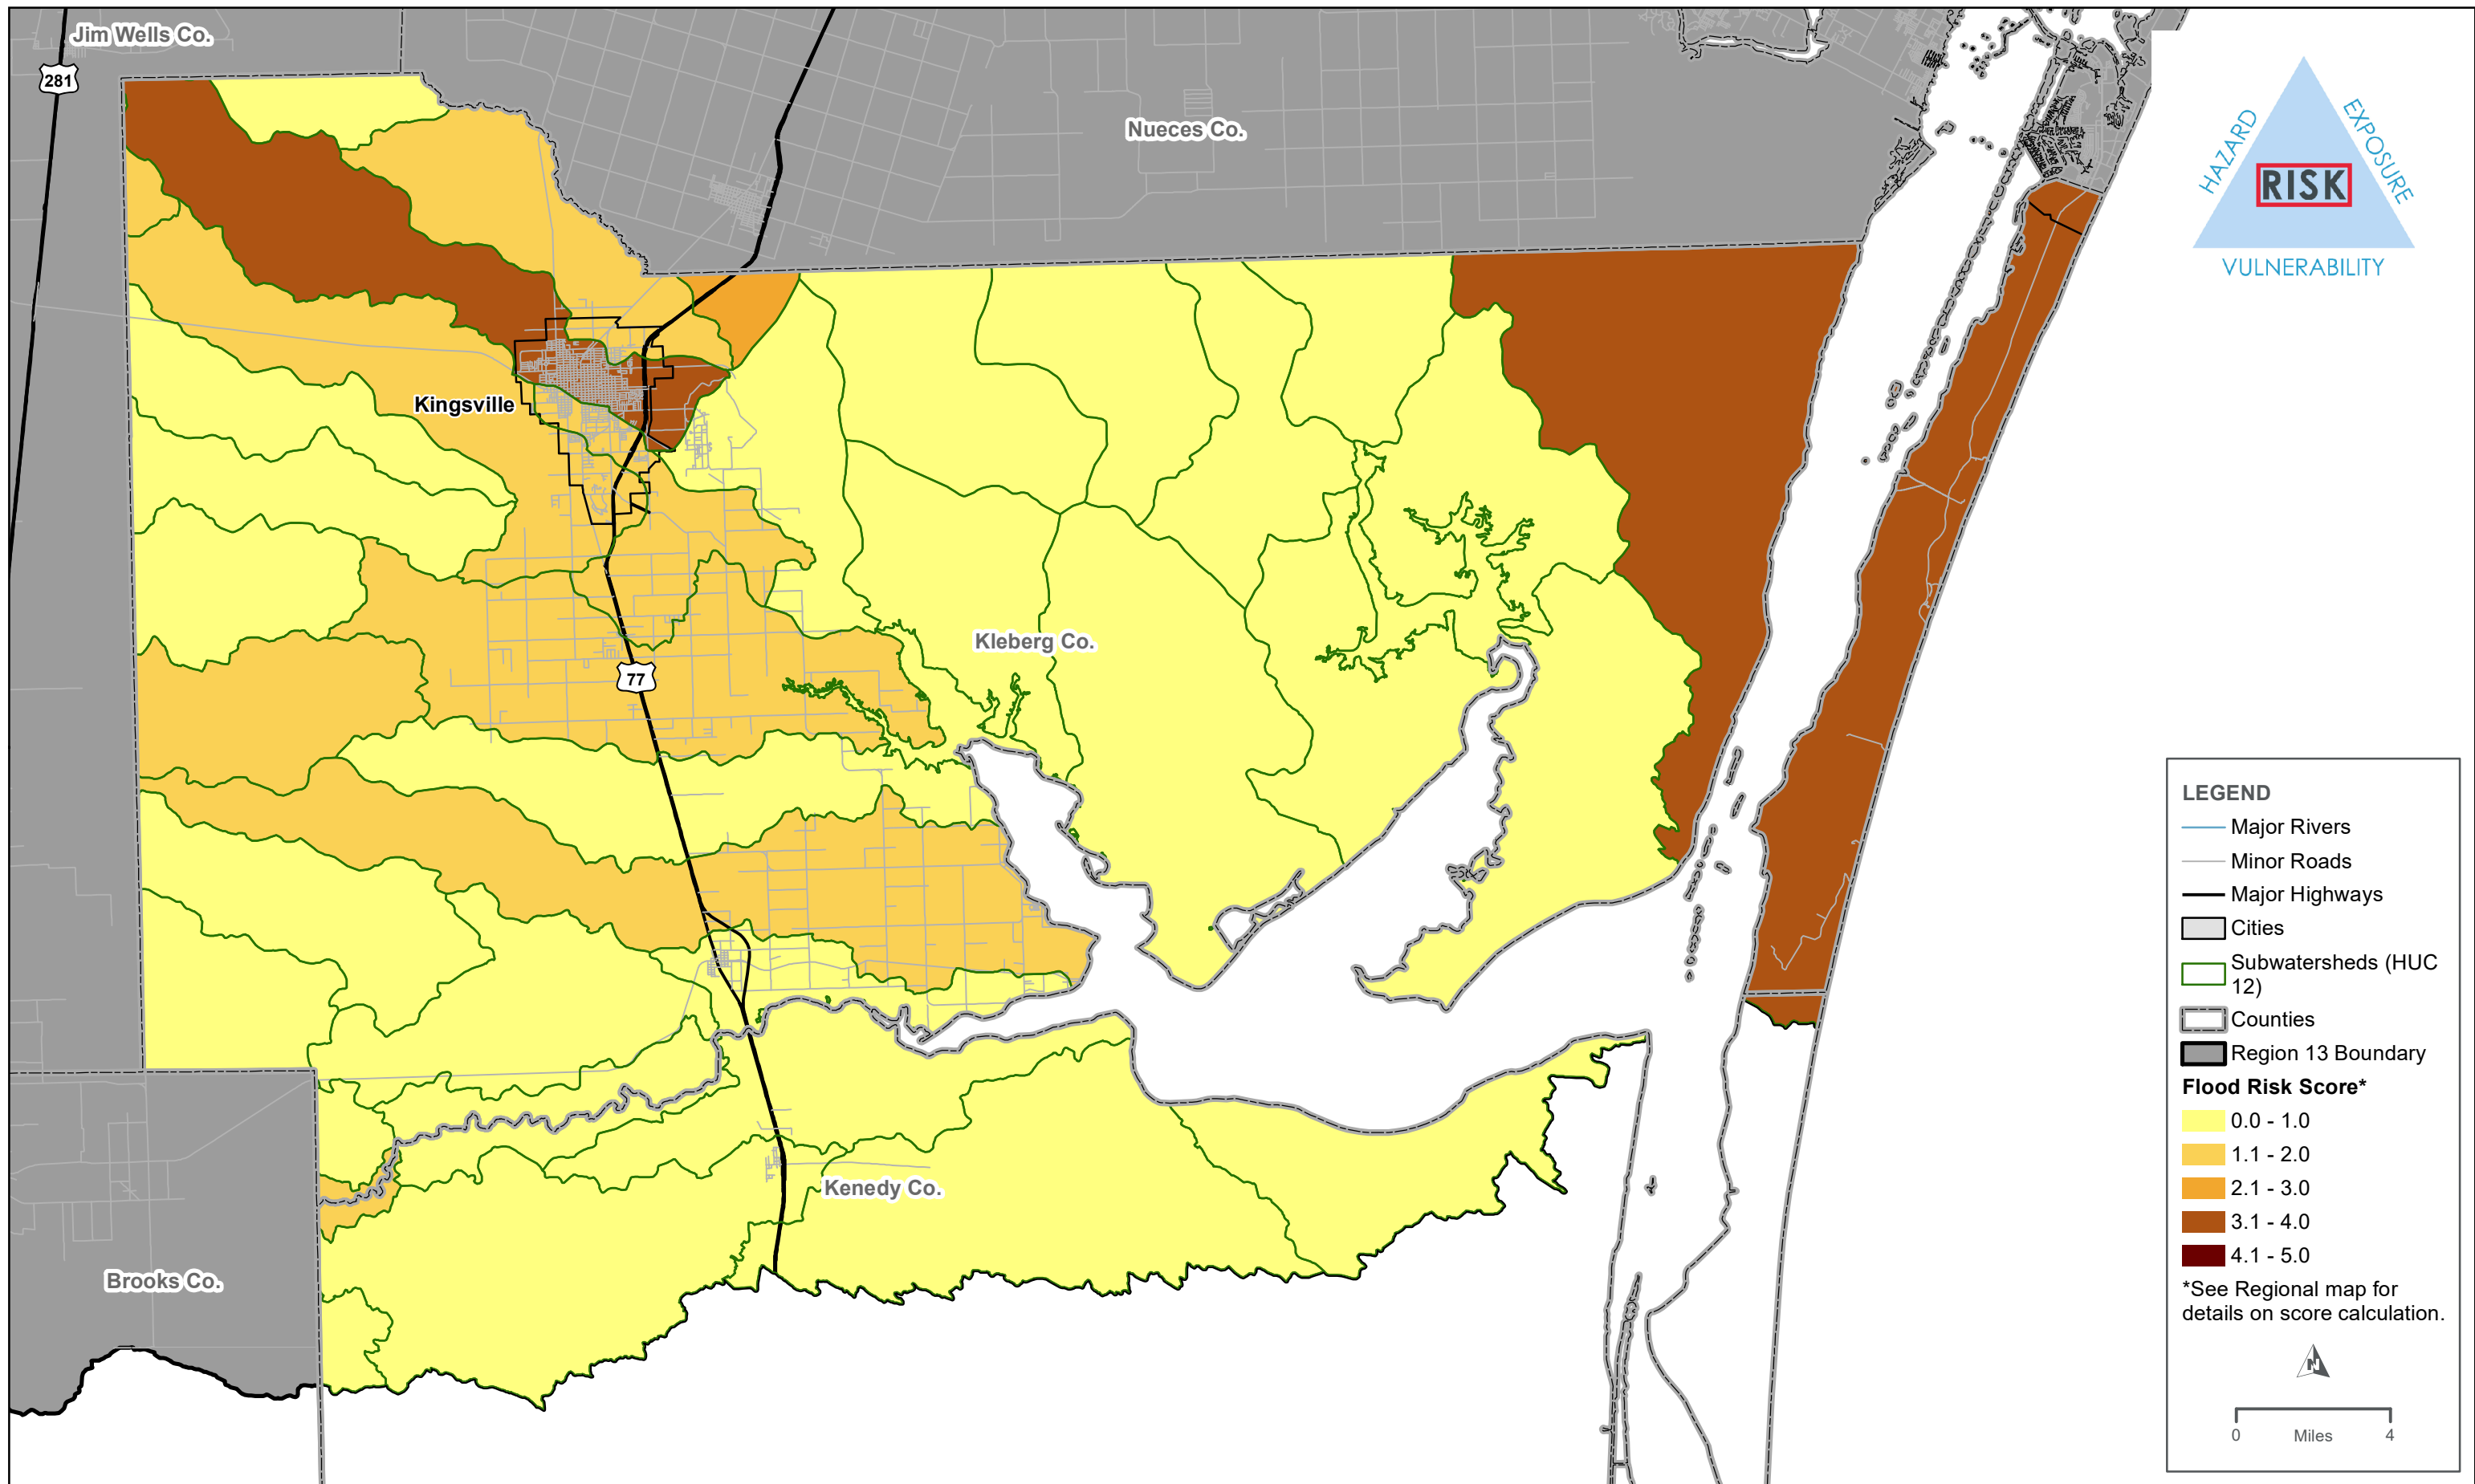 Jim Wells Co.
281
Nueces Co.
HAZARD
EXPOSURE
RISK
VULNERABILITY
Kingsville
Kleberg Co.
77
Kenedy Co.
Brooks Co.
LEGEND
Major Rivers
Minor Roads
Major Highways
Cities
Subwatersheds (HUC
12)
Counties
Region 13 Boundary
Flood Risk Score*
0.0 - 1.0
1.1 - 2.0
2.1 - 3.0
3.1 - 4.0
4.1 - 5.0
*See Regional map for
details on score calculation.
N
0 Miles 4